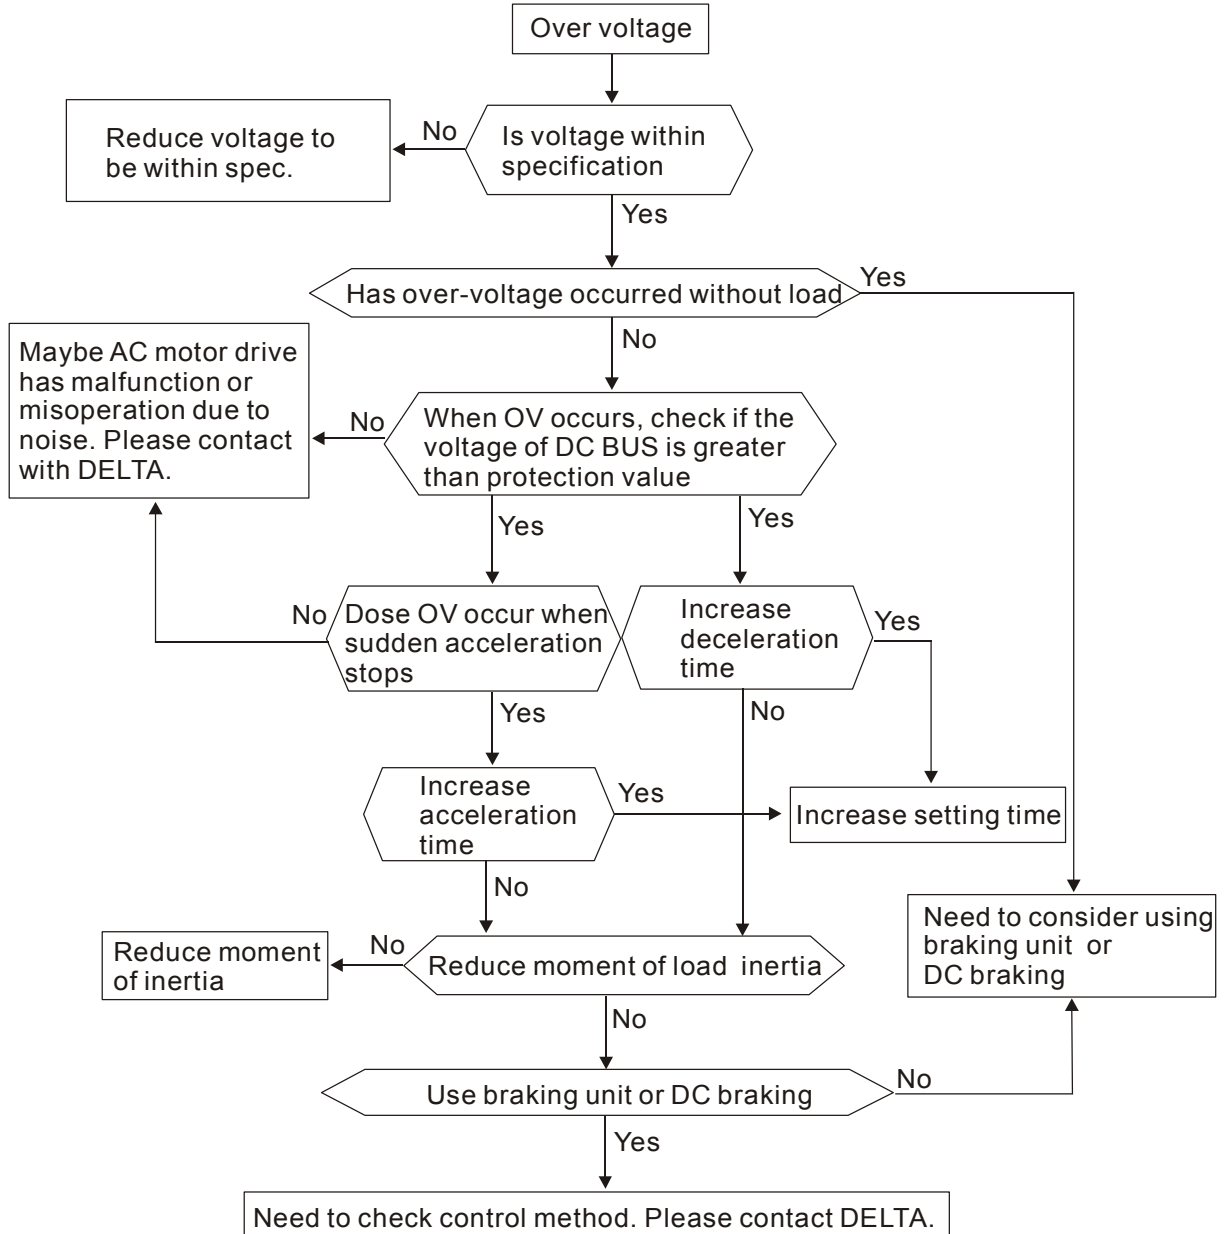 Over voltage
Reduce voltage to
be within spec.
No
Is voltage within
specification
Yes
Has over-voltage occurred without load
Yes
No
Maybe AC motor drive
has malfunction or
misoperation due to
noise. Please contact
with DELTA.
No
When OV occurs, check if the
voltage of DC BUS is greater
than protection value
Yes
Yes
No
Dose OV occur when
sudden acceleration
stops
Increase
deceleration
time
Yes
Yes
No
Increase
acceleration
time
Yes
Increase setting time
No
Need to consider using
braking unit or
DC braking
Reduce moment
of inertia
No
Reduce moment of load inertia
No
Use braking unit or DC braking
No
Yes
Need to check control method. Please contact DELTA.